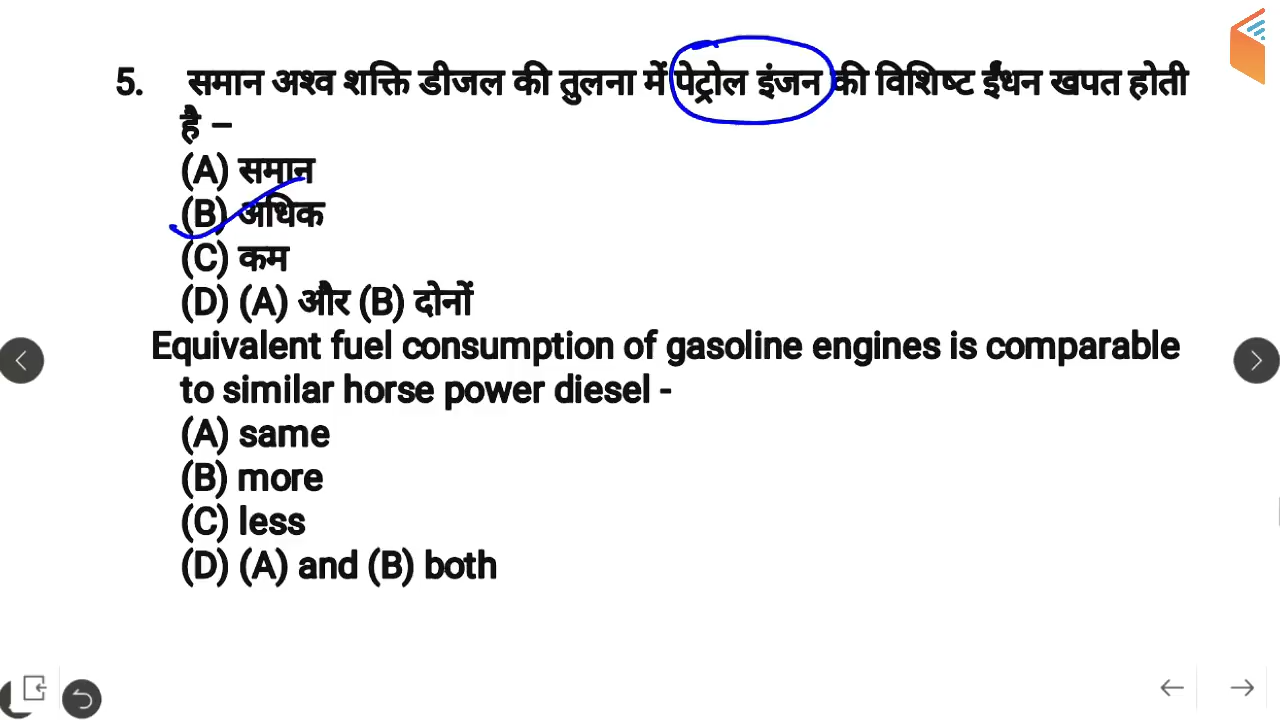 5. समान अश्व शक्ति डीजल की तुलना में पेट्रोल इंजन की विशिष्ट ईंधन खपत होती
है –
(A) समान
(B) अधिक
(C) कम
(D) (A) और (B) दोनों
Equivalent fuel consumption of gasoline engines is comparable
to similar horse power diesel -
(A) same
(B) more
(C) less
(D) (A) and (B) both